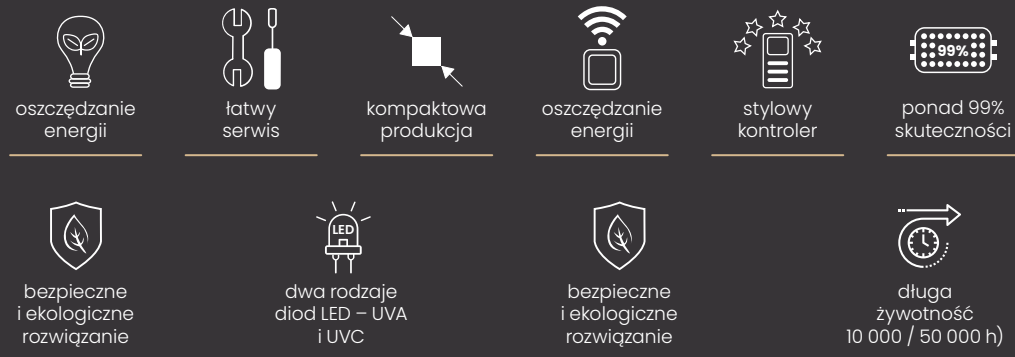 oszczędzanie
energii
łatwy
serwis
kompaktowa
produkcja
oszczędzanie
energii
stylowy
kontroler
99%
ponad 99%
skuteczności
bezpieczne
i ekologiczne
rozwiązanie
LED
dwa rodzaje
diod LED – UVA
i UVC
bezpieczne
i ekologiczne
rozwiązanie
długa
żywotność
10 000 / 50 000 h)